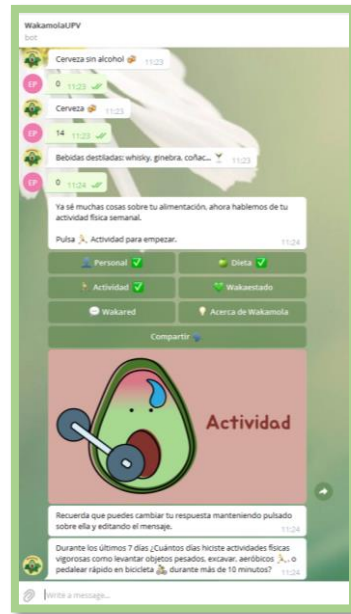 WakamolaUPV
bot
Cerveza sin alcohol 🍻 11:23
EP
0 11:23
Cerveza 🍻 11:23
EP
14 11:23
Bebidas destiladas: whisky, ginebra, coñac... 🍸 11:23
EP
0 11:24
Ya sé muchas cosas sobre tu alimentación, ahora hablemos de tu
actividad física semanal.
Pulsa 🏃, Actividad para empezar.
11:24
👤 Personal ✅
🍏 Dieta ✅
🏃 Actividad ✅
💚 Wakaestado
💬 Wakared
💡 Acerca de Wakamola
Compartir
Actividad
Recuerda que puedes cambiar tu respuesta manteniendo pulsado
sobre ella y editando el mensaje.
11:24
Durante los últimos 7 días ¿Cuántos días hiciste actividades físicas
vigorosas como levantar objetos pesados, excavar, aeróbicos 🏃, o
pedalear rápido en bicicleta 🚴 durante más de 10 minutos?
11:24
Write a message...